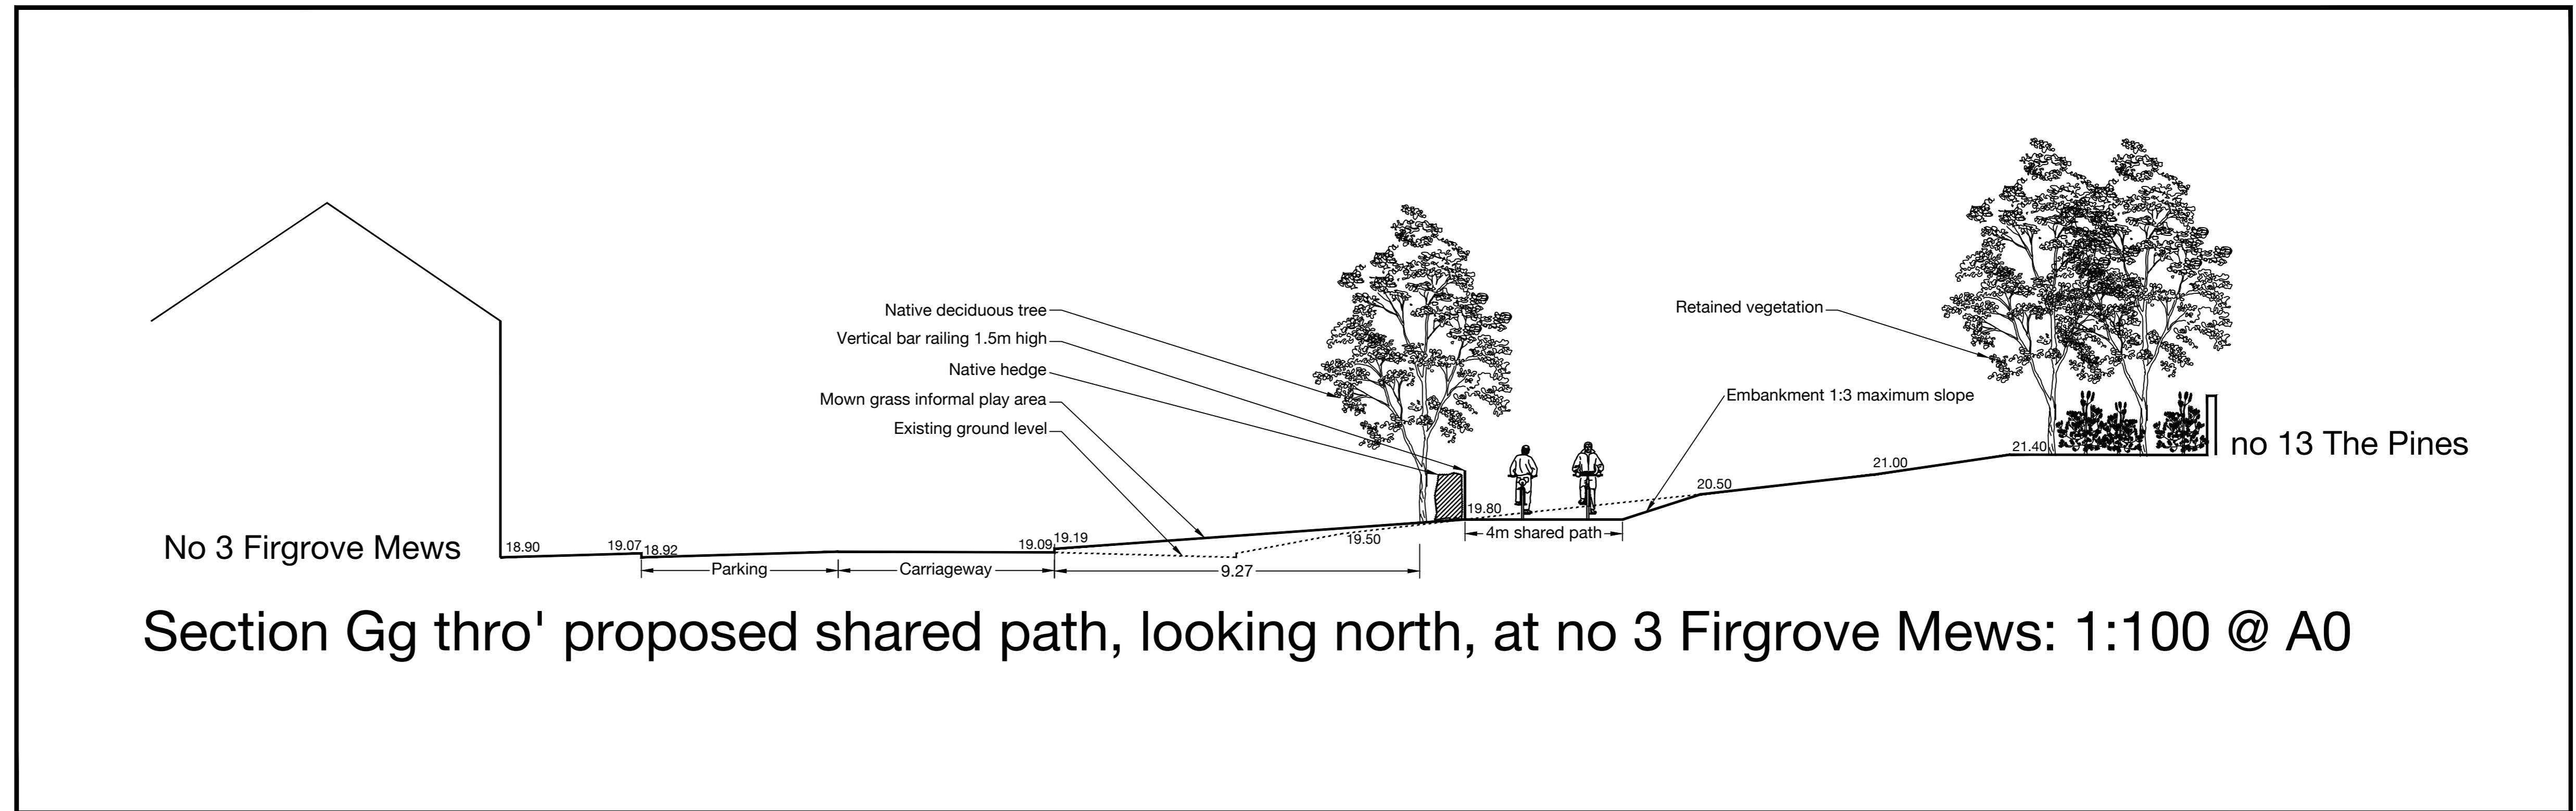 Native deciduous tree
Vertical bar railing 1.5m high
Native hedge
Mown grass informal play area
Existing ground level
Retained vegetation
Embankment 1:3 maximum slope
21.40
no 13 The Pines
21.00
20.50
19.80
4m shared path
19.50
19.19
19.09
No 3 Firgrove Mews
18.90
19.07
18.92
Parking
Carriageway
9.27
Section Gg thro' proposed shared path, looking north, at no 3 Firgrove Mews: 1:100 @ A0